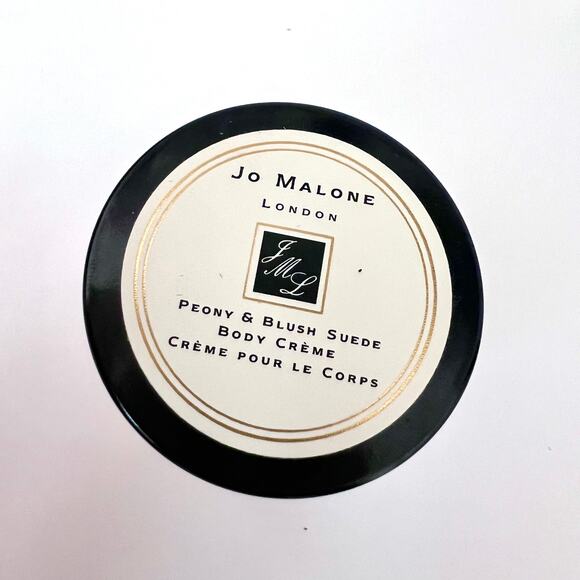 Jo Malone
London
JML
Peony & Blush Suede
Body Crème
Crème pour le Corps